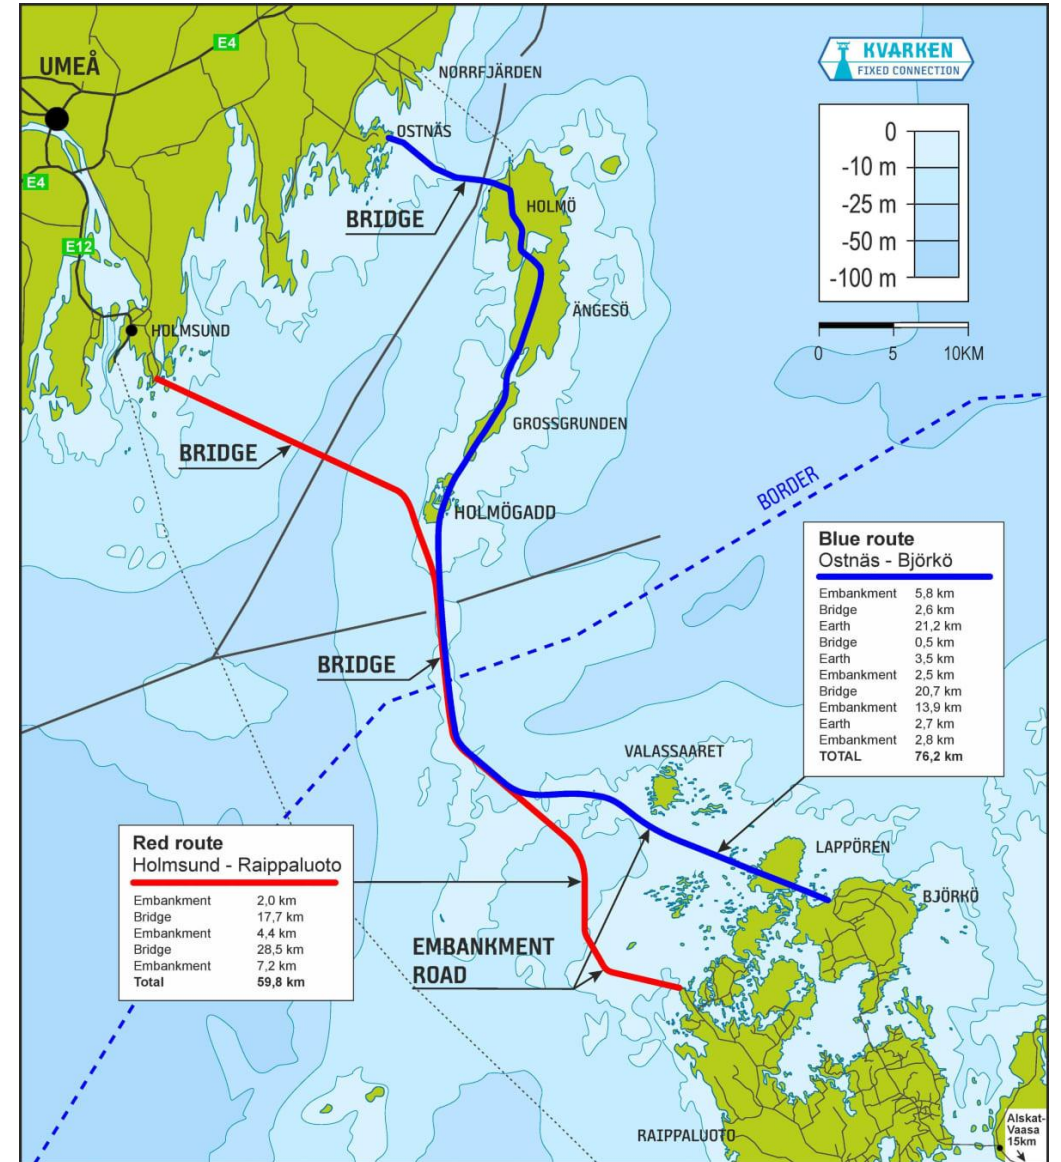 E4
UMEÅ
NORRFJÄRDEN
KVARKEN
FIXED CONNECTION
OSTNÄS
0
-10 m
-25 m
-50 m
-100 m
E4
BRIDGE
HOLMÖ
E12
ÄNGESÖ
HOLMSUND
0 5 10KM
GROSSGRUNDEN
BRIDGE
BORDER
HOLMÖGADD
Blue route
Ostnäs - Björkö
Embankment 5,8 km
Bridge 2,6 km
Earth 21,2 km
Bridge 0,5 km
Earth 3,5 km
Embankment 2,5 km
Bridge 20,7 km
Embankment 13,9 km
Earth 2,7 km
Embankment 2,8 km
TOTAL 76,2 km
BRIDGE
VALASSAARET
Red route
Holmsund - Raippaluoto
Embankment 2,0 km
Bridge 17,7 km
Embankment 4,4 km
Bridge 28,5 km
Embankment 7,2 km
Total 59,8 km
LAPPÖREN
BJÖRKÖ
EMBANKMENT
ROAD
RAIPPALUOTO
Alskat-
Vaasa
15km